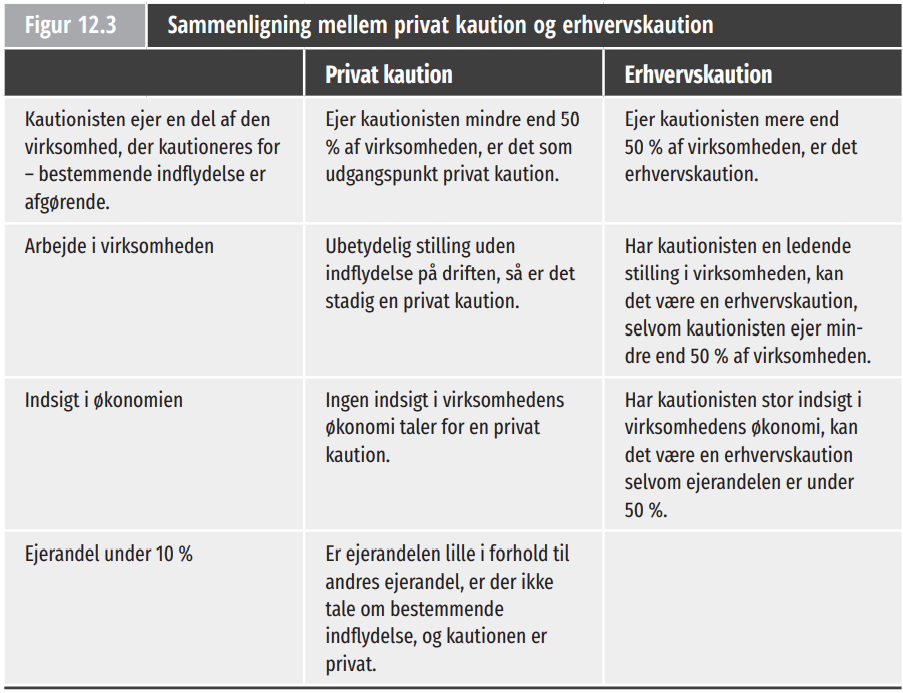 Figur 12.3
Sammenligning mellem privat kaution og erhvervskaution
Privat kaution
Erhvervskaution
Kautionisten ejer en del af den
virksomhed, der kautioneres for
– bestemmende indflydelse er
afgørende.
Ejer kautionisten mindre end 50
% af virksomheden, er det som
udgangspunkt privat kaution.
Ejer kautionisten mere end
50 % af virksomheden, er det
erhvervskaution.
Arbejde i virksomheden
Ubetydelig stilling uden
indflydelse på driften, så er det
stadig en privat kaution.
Har kautionisten en ledende
stilling i virksomheden, kan
det være en erhvervskaution,
selvom kautionisten ejer min-
dre end 50 % af virksomheden.
Indsigt i økonomien
Ingen indsigt i virksomhedens
økonomi taler for en privat
kaution.
Har kautionisten stor indsigt i
virksomhedens økonomi, kan
det være en erhvervskaution
selvom ejerandelen er under
50 %.
Ejerandel under 10 %
Er ejerandelen lille i forhold til
andres ejerandel, er der ikke
tale om bestemmende
indflydelse, og kautionen er
privat.